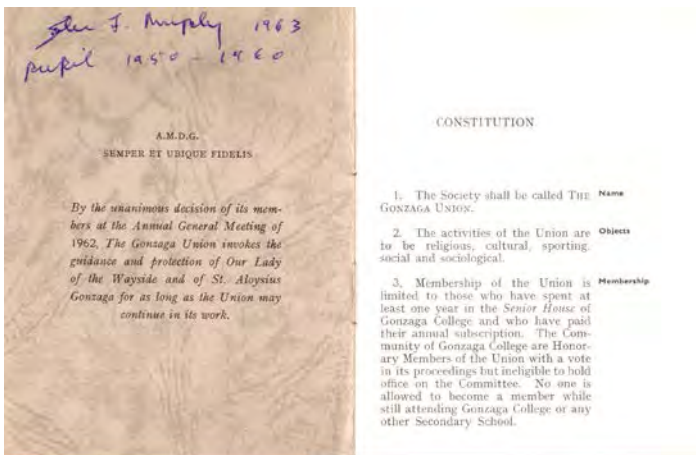 John F. Murphy 1963
pupil 1950 - 1960
A.M.D.G.
SEMPER ET UBIQUE FIDELIS
By the unanimous decision of its mem-
bers at the Annual General Meeting of
1962, The Gonzaga Union invokes the
guidance and protection of Our Lady
of the Wayside and of St. Aloysius
Gonzaga for as long as the Union may
continue in its work.
CONSTITUTION
1. The Society shall be called THE Name
GONZAGA UNION.
2. The activities of the Union are Objects
to be religious, cultural, sporting,
social and sociological.
3. Membership of the Union is Membership
limited to those who have spent at
least one year in the Senior House of
Gonzaga College and who have paid
their annual subscription. The Com-
munity of Gonzaga College are Honor-
ary Members of the Union with a vote
in its proceedings but ineligible to hold
office on the Committee. No one is
allowed to become a member while
still attending Gonzaga College or any
other Secondary School.